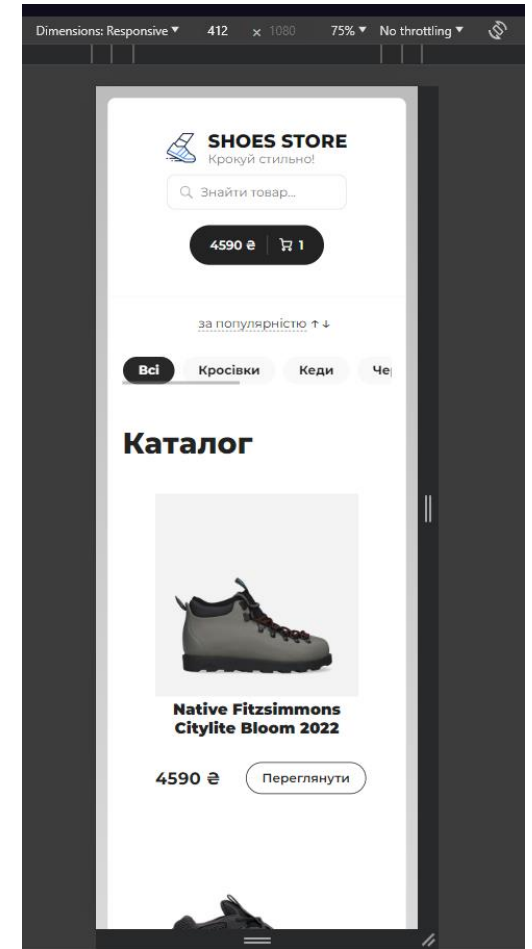 Dimensions: Responsive ▼ 412 × 1080 75% ▼ No throttling ▼
SHOES STORE
Крокуй стильно!
Знайти товар...
4590 ₴ 1
за популярністю ↑ ↓
Всі Кросівки Кеди Че
Каталог
Native Fitzsimmons
Citylite Bloom 2022
4590 ₴ Переглянути